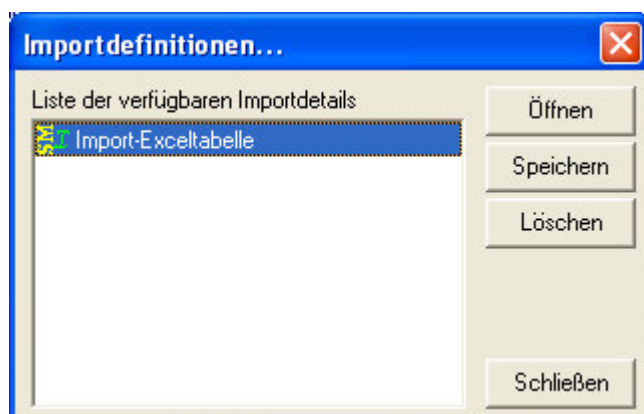 Importdefinitionen...
Liste der verfügbaren Importdetails
Import-Exceltabelle
Öffnen
Speichern
Löschen
Schließen